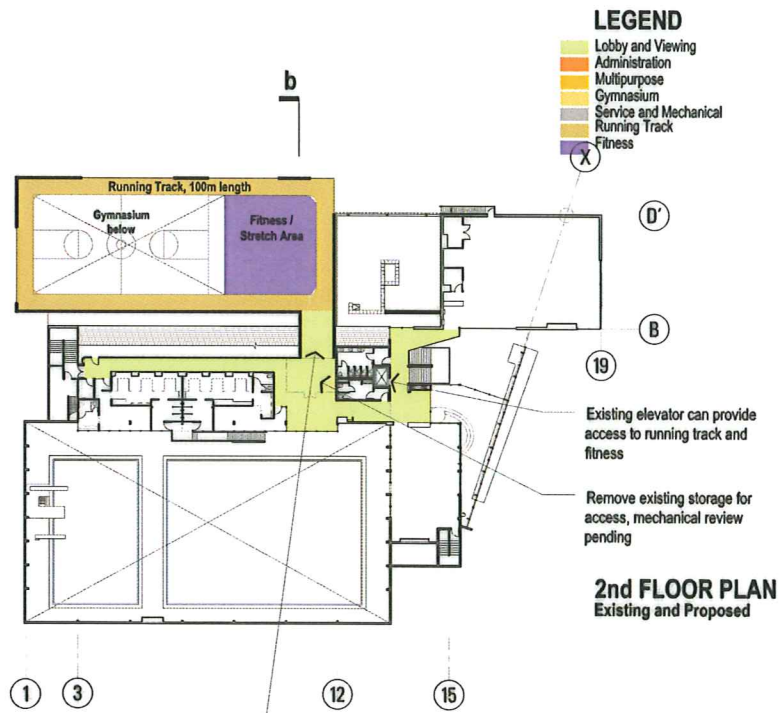 LEGEND
Lobby and Viewing
Administration
Multipurpose
Gymnasium
Service and Mechanical
Running Track
Fitness
X
b
Running Track, 100m length
Gymnasium
below
Fitness /
Stretch Area
D'
B
19
Existing elevator can provide
access to running track and
fitness
Remove existing storage for
access, mechanical review
pending
2nd FLOOR PLAN
Existing and Proposed
1
3
12
15